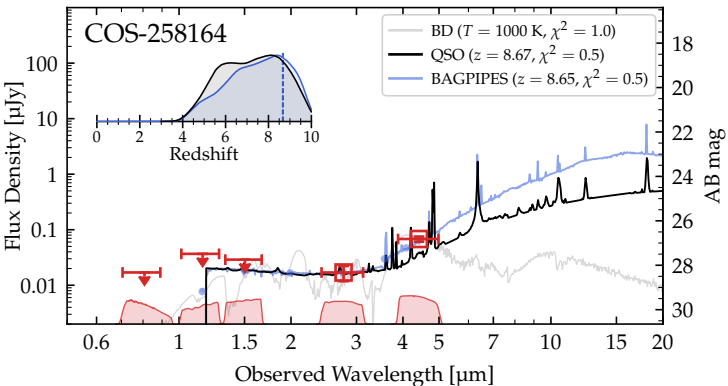 COS-258164
BD (T = 1000 K, χ² = 1.0)
QSO (z = 8.67, χ² = 0.5)
BAGPIPES (z = 8.65, χ² = 0.5)
0 2 4 6 8 10
Redshift
100
10
1
0.1
0.01
Flux Density [µJy]
18
20
22
24
26
28
30
AB mag
0.6 1 1.5 2 3 4 5 10 15 20
Observed Wavelength [µm]